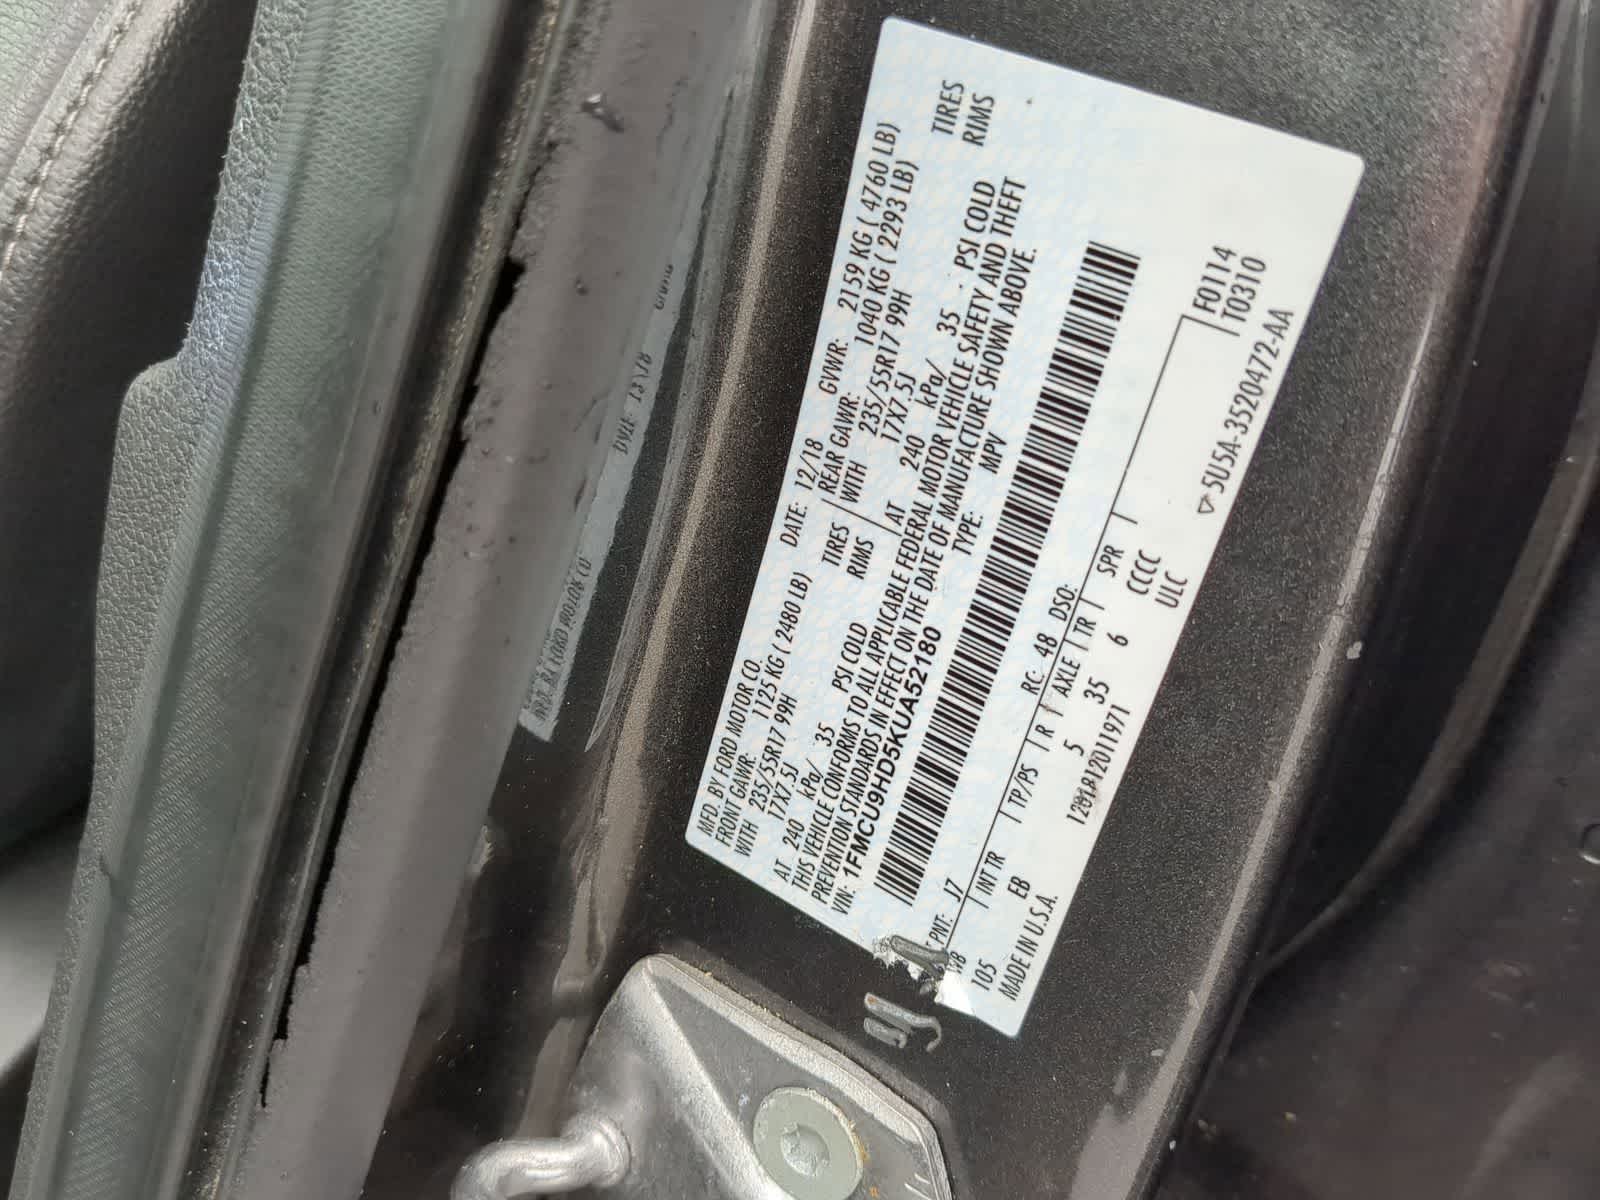 MFD. BY FORD MOTOR CO. DATE: 12/18 GVWR: 2159 KG ( 4760 LB)
FRONT GAWR: 1125 KG ( 2480 LB) REAR GAWR: 1040 KG ( 2293 LB)
WITH 235/55R17 99H TIRES WITH 235/55R17 99H TIRES
17X7.5J RIMS 17X7.5J RIMS
AT 240 kPa/ 35 PSI COLD AT 240 kPa/ 35 PSI COLD
THIS VEHICLE CONFORMS TO ALL APPLICABLE FEDERAL MOTOR VEHICLE SAFETY AND THEFT
PREVENTION STANDARDS IN EFFECT ON THE DATE OF MANUFACTURE SHOWN ABOVE.
VIN: 1FMCU9HD5KUA52180 TYPE: MPV
PNT: J7 RC: 48 DSO: F0114
WB INT TR TP/PS R AXLE TR SPR T0310
105 EB 5 35 6 CCCC
MADE IN U.S.A. 1201812011971 ULC 5U5A-3520472-AA